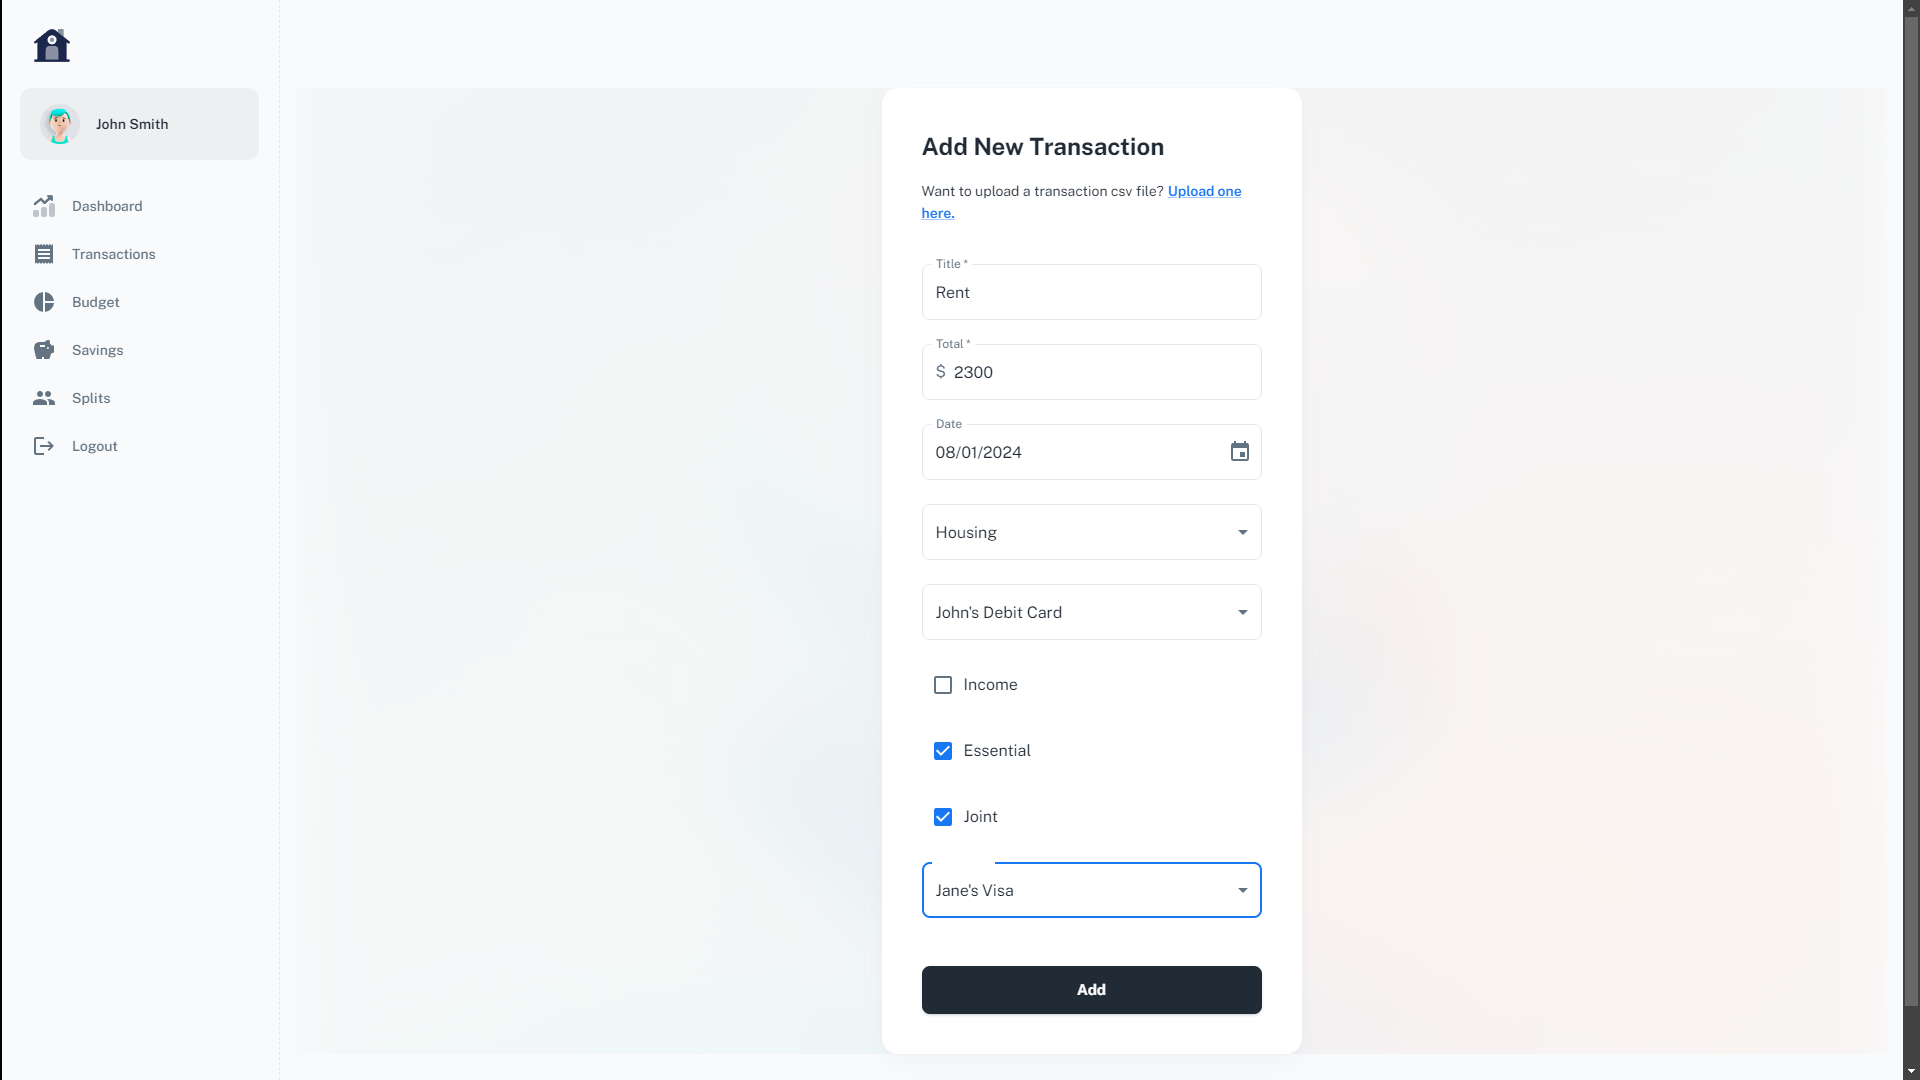 John Smith
Dashboard
Transactions
Budget
Savings
Splits
Logout
Add New Transaction
Want to upload a transaction csv file? Upload one
here.
Title *
Rent
Total *
$ 2300
Date
08/01/2024
Housing
John's Debit Card
Income
Essential
Joint
Jane's Visa
Add